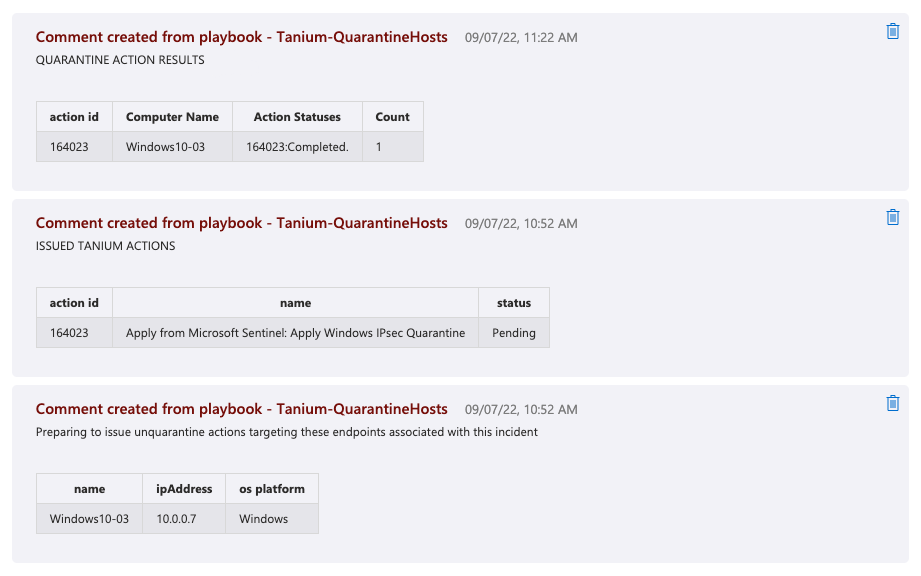 Comment created from playbook - Tanium-QuarantineHosts 09/07/22, 11:22 AM
QUARANTINE ACTION RESULTS
action id Computer Name Action Statuses Count
164023 Windows10-03 164023:Completed. 1
Comment created from playbook - Tanium-QuarantineHosts 09/07/22, 10:52 AM
ISSUED TANIUM ACTIONS
action id name status
164023 Apply from Microsoft Sentinel: Apply Windows IPsec Quarantine Pending
Comment created from playbook - Tanium-QuarantineHosts 09/07/22, 10:52 AM
Preparing to issue unquarantine actions targeting these endpoints associated with this incident
name ipAddress os platform
Windows10-03 10.0.0.7 Windows